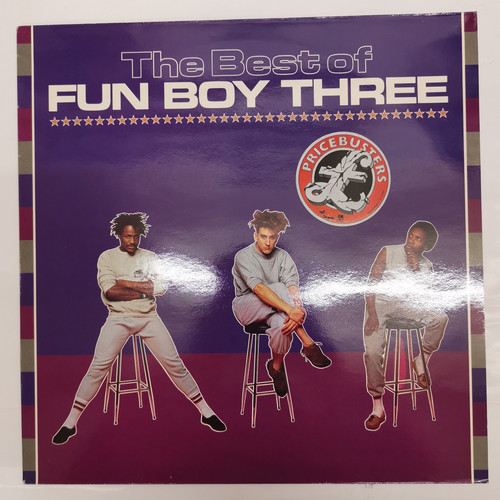 The Best of
FUN BOY THREE
PRICEBUSTERS
£